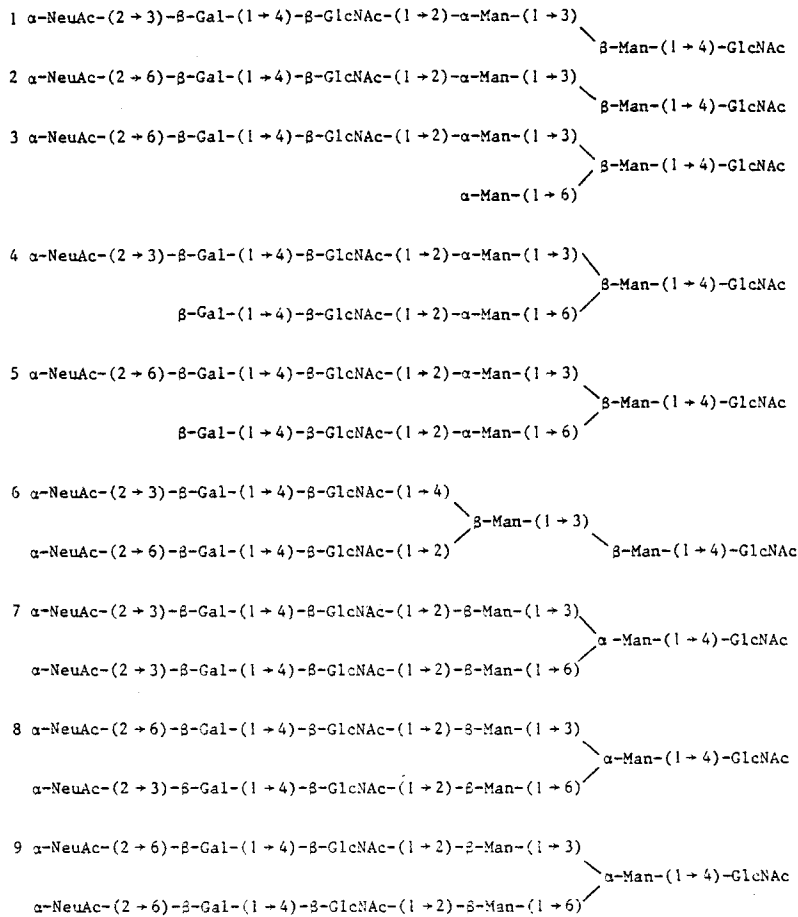 1 α-NeuAc-(2→3)-β-Gal-(1→4)-β-GlcNAc-(1→2)-α-Man-(1→3)
β-Man-(1→4)-GlcNAc
2 α-NeuAc-(2→6)-β-Gal-(1→4)-β-GlcNAc-(1→2)-α-Man-(1→3)
β-Man-(1→4)-GlcNAc
3 α-NeuAc-(2→6)-β-Gal-(1→4)-β-GlcNAc-(1→2)-α-Man-(1→3)
β-Man-(1→4)-GlcNAc
α-Man-(1→6)
4 α-NeuAc-(2→3)-β-Gal-(1→4)-β-GlcNAc-(1→2)-α-Man-(1→3)
β-Man-(1→4)-GlcNAc
β-Gal-(1→4)-β-GlcNAc-(1→2)-α-Man-(1→6)
5 α-NeuAc-(2→6)-β-Gal-(1→4)-β-GlcNAc-(1→2)-α-Man-(1→3)
β-Man-(1→4)-GlcNAc
β-Gal-(1→4)-β-GlcNAc-(1→2)-α-Man-(1→6)
6 α-NeuAc-(2→3)-β-Gal-(1→4)-β-GlcNAc-(1→4)
β-Man-(1→3)
α-NeuAc-(2→6)-β-Gal-(1→4)-β-GlcNAc-(1→2)
β-Man-(1→4)-GlcNAc
7 α-NeuAc-(2→3)-β-Gal-(1→4)-β-GlcNAc-(1→2)-β-Man-(1→3)
α-Man-(1→4)-GlcNAc
α-NeuAc-(2→3)-β-Gal-(1→4)-β-GlcNAc-(1→2)-β-Man-(1→6)
8 α-NeuAc-(2→6)-β-Gal-(1→4)-β-GlcNAc-(1→2)-β-Man-(1→3)
α-Man-(1→4)-GlcNAc
α-NeuAc-(2→3)-β-Gal-(1→4)-β-GlcNAc-(1→2)-β-Man-(1→6)
9 α-NeuAc-(2→6)-β-Gal-(1→4)-β-GlcNAc-(1→2)-β-Man-(1→3)
α-Man-(1→4)-GlcNAc
α-NeuAc-(2→6)-β-Gal-(1→4)-β-GlcNAc-(1→2)-β-Man-(1→6)